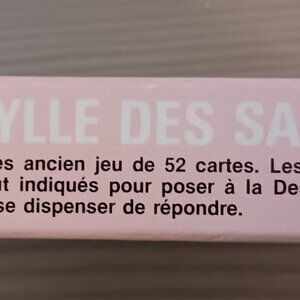 YLLE DES SA
es ancien jeu de 52 cartes. Les
ut indiqués pour poser à la De
se dispenser de répondre.